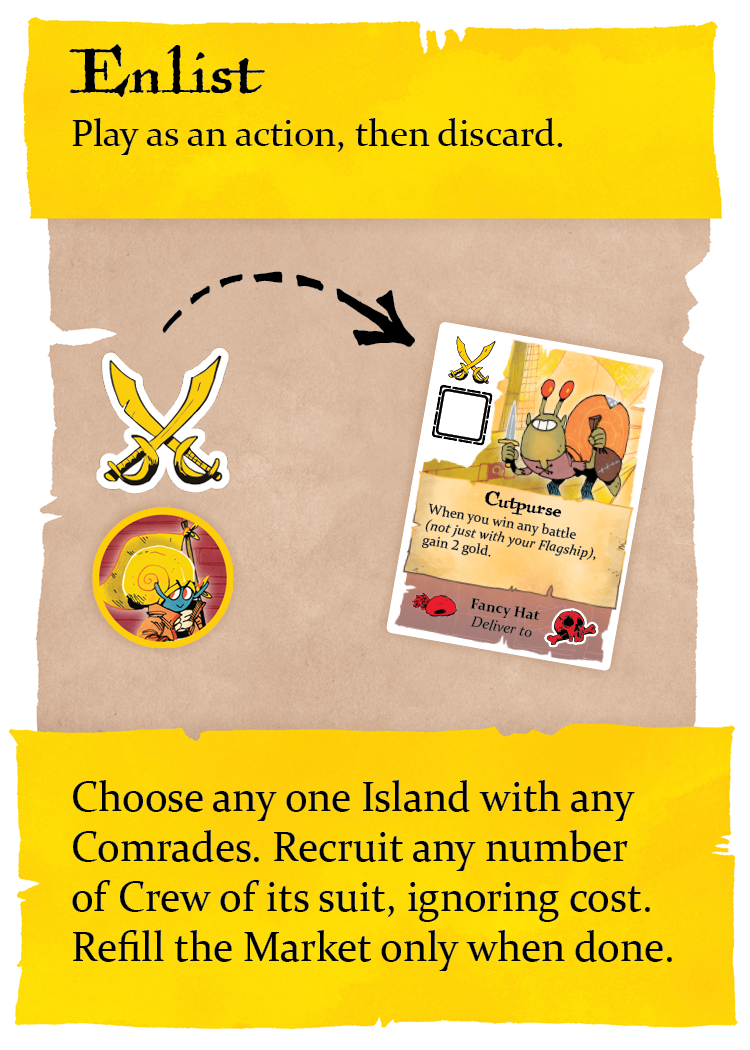 Enlist
Play as an action, then discard.
Cutpurse
When you win any battle
(not just with your Flagship),
gain 2 gold.
Fancy Hat
Deliver to
Choose any one Island with any
Comrades. Recruit any number
of Crew of its suit, ignoring cost.
Refill the Market only when done.